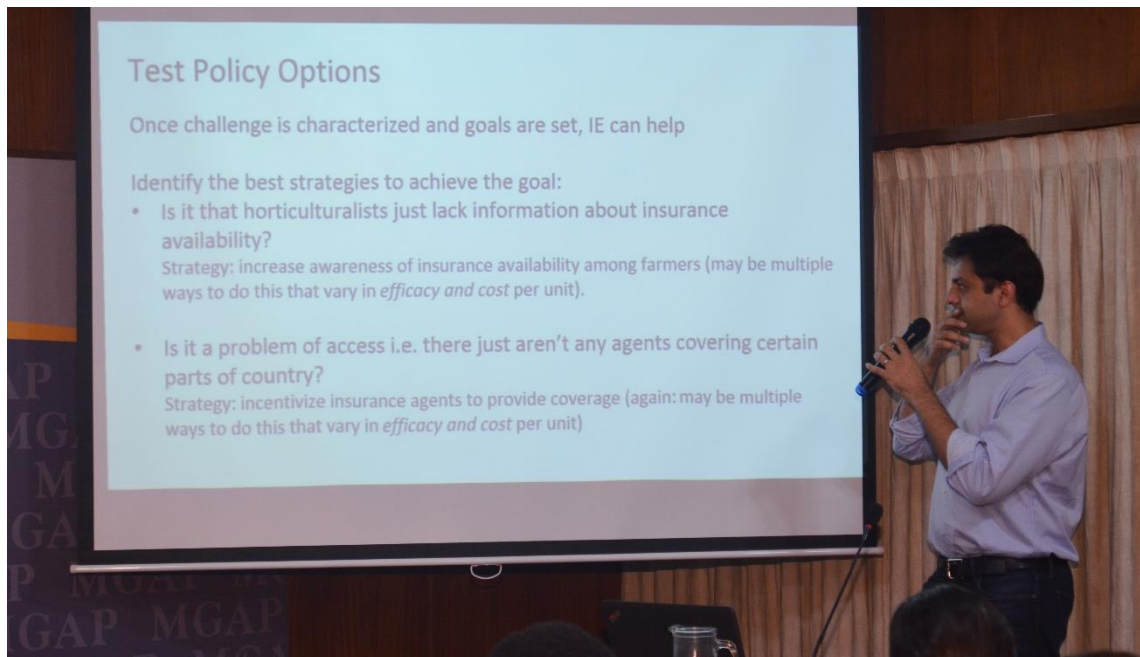 Test Policy Options
Once challenge is characterized and goals are set, IE can help
Identify the best strategies to achieve the goal:
• Is it that horticulturalists just lack information about insurance
availability?
Strategy: increase awareness of insurance availability among farmers (may be multiple
ways to do this that vary in efficacy and cost per unit).
• Is it a problem of access i.e. there just aren't any agents covering certain
parts of country?
Strategy: incentivize insurance agents to provide coverage (again: may be multiple
ways to do this that vary in efficacy and cost per unit)
AP
MGA
M
GA
P MGAP MG
GAP MGAP